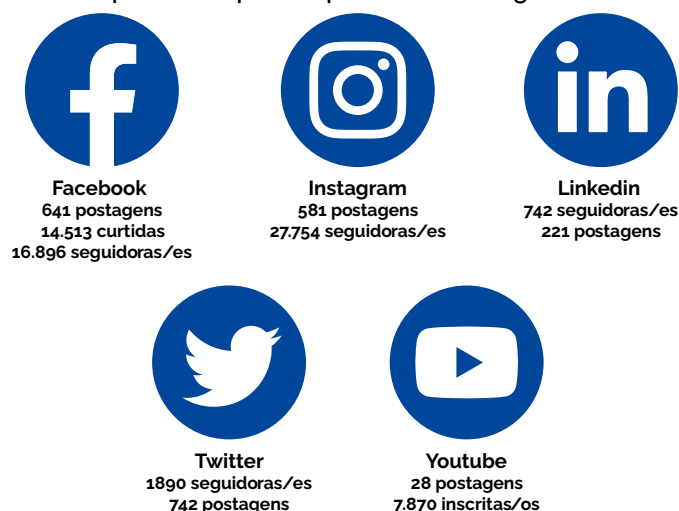 Facebook
641 postagens
14.513 curtidas
16.896 seguidoras/es
Instagram
581 postagens
27.754 seguidoras/es
Linkedin
742 seguidoras/es
221 postagens
Twitter
1890 seguidoras/es
742 postagens
Youtube
28 postagens
7.870 inscritas/os